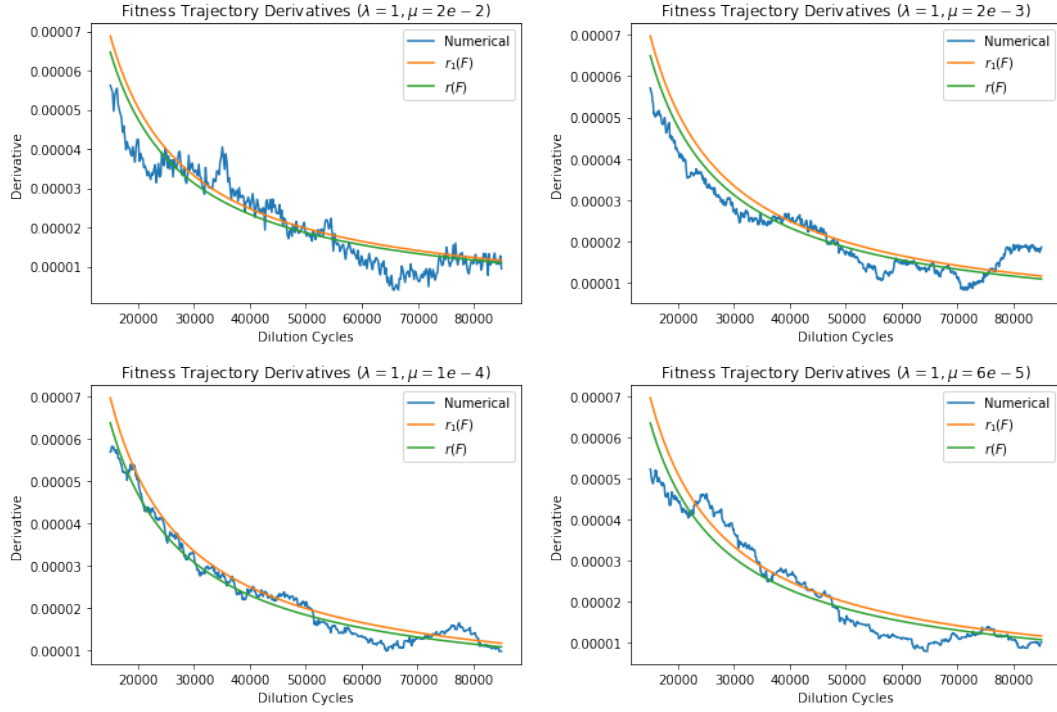 Fitness Trajectory Derivatives (λ = 1, μ = 2e − 2)
0.00007
0.00006
0.00005
0.00004
0.00003
0.00002
0.00001
Derivative
Numerical
r₁(F)
r(F)
20000 30000 40000 50000 60000 70000 80000
Dilution Cycles
Fitness Trajectory Derivatives (λ = 1, μ = 2e − 3)
0.00007
0.00006
0.00005
0.00004
0.00003
0.00002
0.00001
Derivative
Numerical
r₁(F)
r(F)
20000 30000 40000 50000 60000 70000 80000
Dilution Cycles
Fitness Trajectory Derivatives (λ = 1, μ = 1e − 4)
0.00007
0.00006
0.00005
0.00004
0.00003
0.00002
0.00001
Derivative
Numerical
r₁(F)
r(F)
20000 30000 40000 50000 60000 70000 80000
Dilution Cycles
Fitness Trajectory Derivatives (λ = 1, μ = 6e − 5)
0.00007
0.00006
0.00005
0.00004
0.00003
0.00002
0.00001
Derivative
Numerical
r₁(F)
r(F)
20000 30000 40000 50000 60000 70000 80000
Dilution Cycles